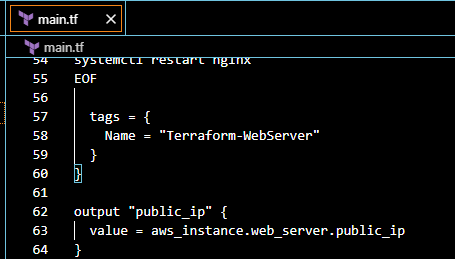 main.tf
main.tf
54 systemctl restart nginx
55 EOF
56
57 tags = {
58 Name = "Terraform-WebServer"
59 }
60 }
61
62 output "public_ip" {
63 value = aws_instance.web_server.public_ip
64 }